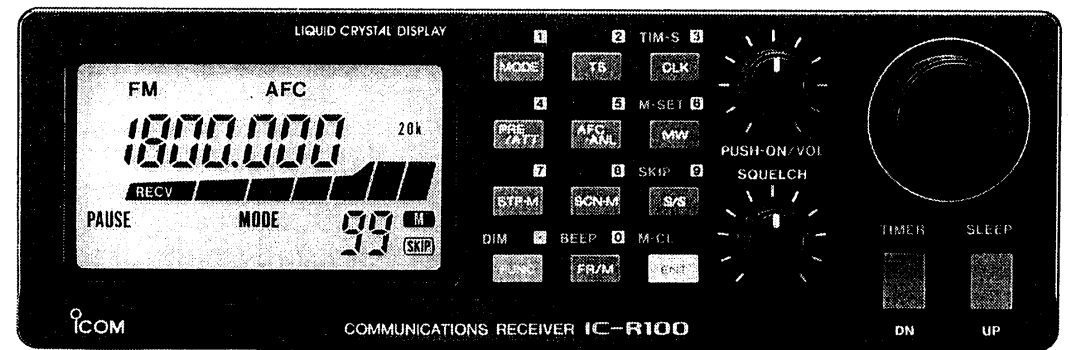 LIQUID CRYSTAL DISPLAY
FM AFC
1800.000 20k
RECV
PAUSE MODE 99 M
SKIP
1 2 TIM-S 3
MODE TS CLK
4 5 M-SET 6
PRE/ATT AFC/ANL MW
7 8 SKIP 9
STP-M SCN-M S/S
DIM • BEEP 0 M-CL
FUNC FR/M ENT
PUSH-ON/VOL
SQUELCH
TIMER SLEEP
DN UP
ICOM COMMUNICATIONS RECEIVER IC-R100